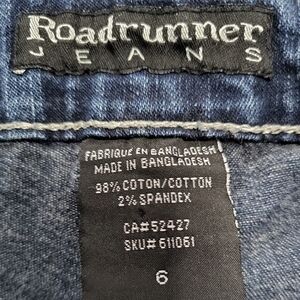 Roadrunner
JEANS
FABRIQUE EN BANGLADESH
MADE IN BANGLADESH
98% COTON/COTTON
2% SPANDEX
CA#52427
SKU# 611061
6